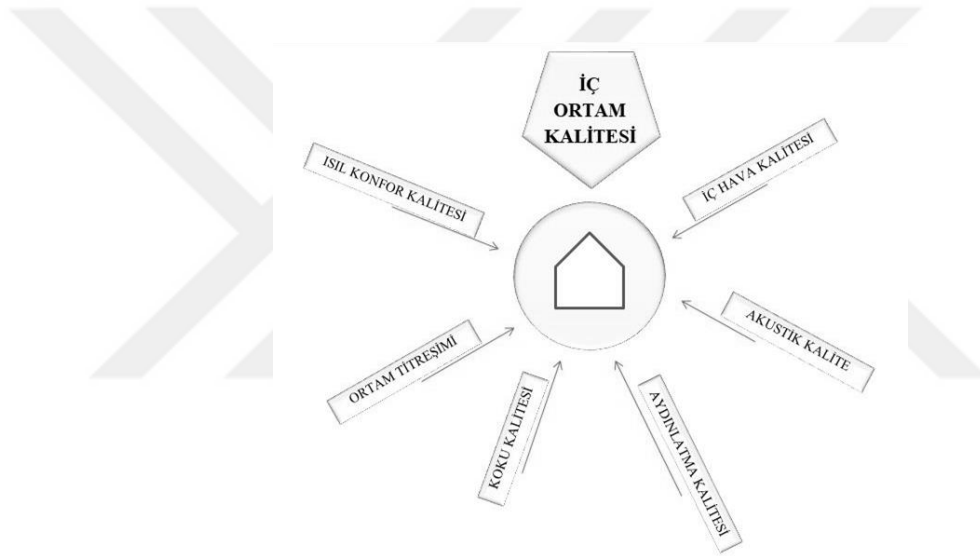 İÇ
ORTAM
KALİTESİ
ISIL KONFOR KALİTESİ
İÇ HAVA KALİTESİ
ORTAM TİTREŞİMİ
AKUSTİK KALİTE
KOKU KALİTESİ
AYDINLATMA KALİTESİ